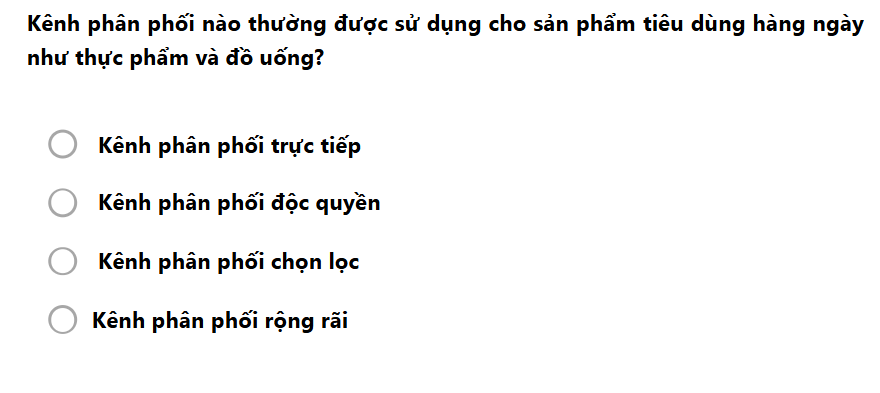 Kênh phân phối nào thường được sử dụng cho sản phẩm tiêu dùng hàng ngày
như thực phẩm và đồ uống?
Kênh phân phối trực tiếp
Kênh phân phối độc quyền
Kênh phân phối chọn lọc
Kênh phân phối rộng rãi